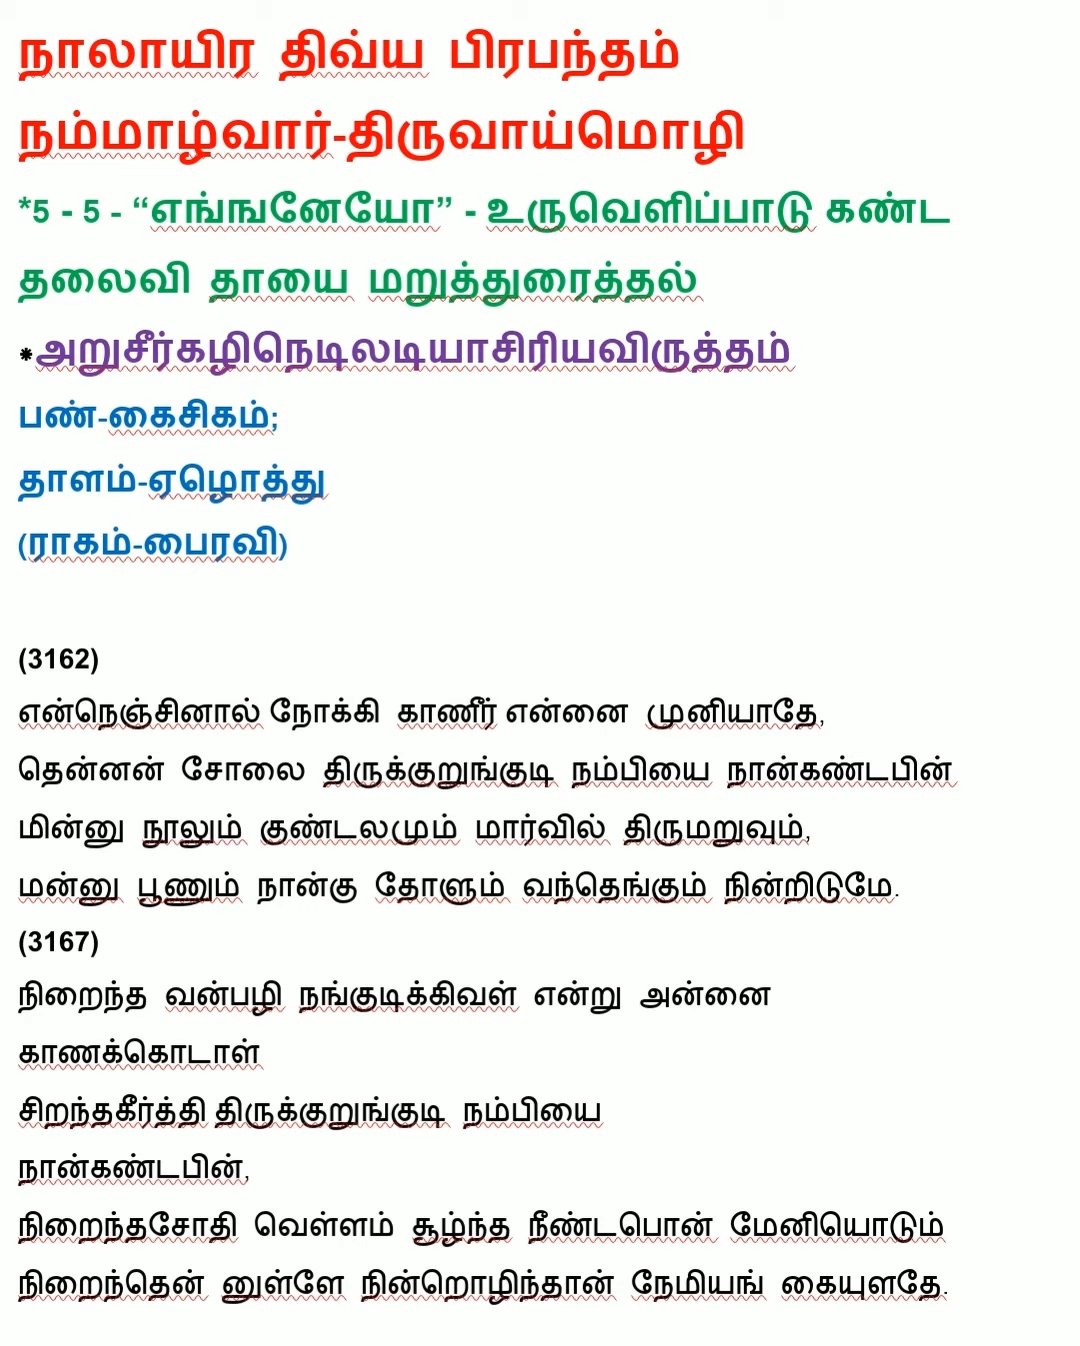 நாலாயிர திவ்ய பிரபந்தம்
நம்மாழ்வார்-திருவாய்மொழி
*5 - 5 - “எங்ஙனேயோ” - உருவெளிப்பாடு கண்ட
தலைவி தாயை மறுத்துரைத்தல்
*அறுசீர்கழிநெடிலடியாசிரியவிருத்தம்
பண்-கைசிகம்;
தாளம்-ஏழொத்து
(ராகம்-பைரவி)
(3162)
என்நெஞ்சினால் நோக்கி காணீர் என்னை முனியாதே,
தென்னன் சோலை திருக்குறுங்குடி நம்பியை நான்கண்டபின்
மின்னு நூலும் குண்டலமும் மார்வில் திருமறுவும்,
மன்னு பூணும் நான்கு தோளும் வந்தெங்கும் நின்றிடுமே.
(3167)
நிறைந்த வன்பழி நங்குடிக்கிவள் என்று அன்னை
காணக்கொடாள்
சிறந்தகீர்த்தி திருக்குறுங்குடி நம்பியை
நான்கண்டபின்,
நிறைந்தசோதி வெள்ளம் சூழ்ந்த நீண்டபொன் மேனியொடும்
நிறைந்தென் னுள்ளே நின்றொழிந்தான் நேமியங் கையுளதே.